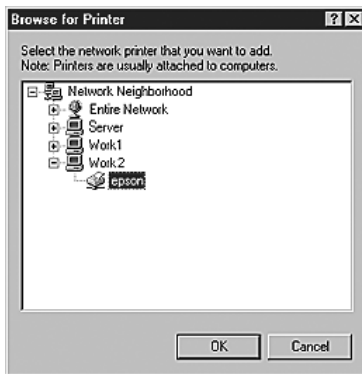 Browse for Printer
Select the network printer that you want to add.
Note: Printers are usually attached to computers.
Network Neighborhood
Entire Network
Server
Work1
Work2
epson
OK Cancel